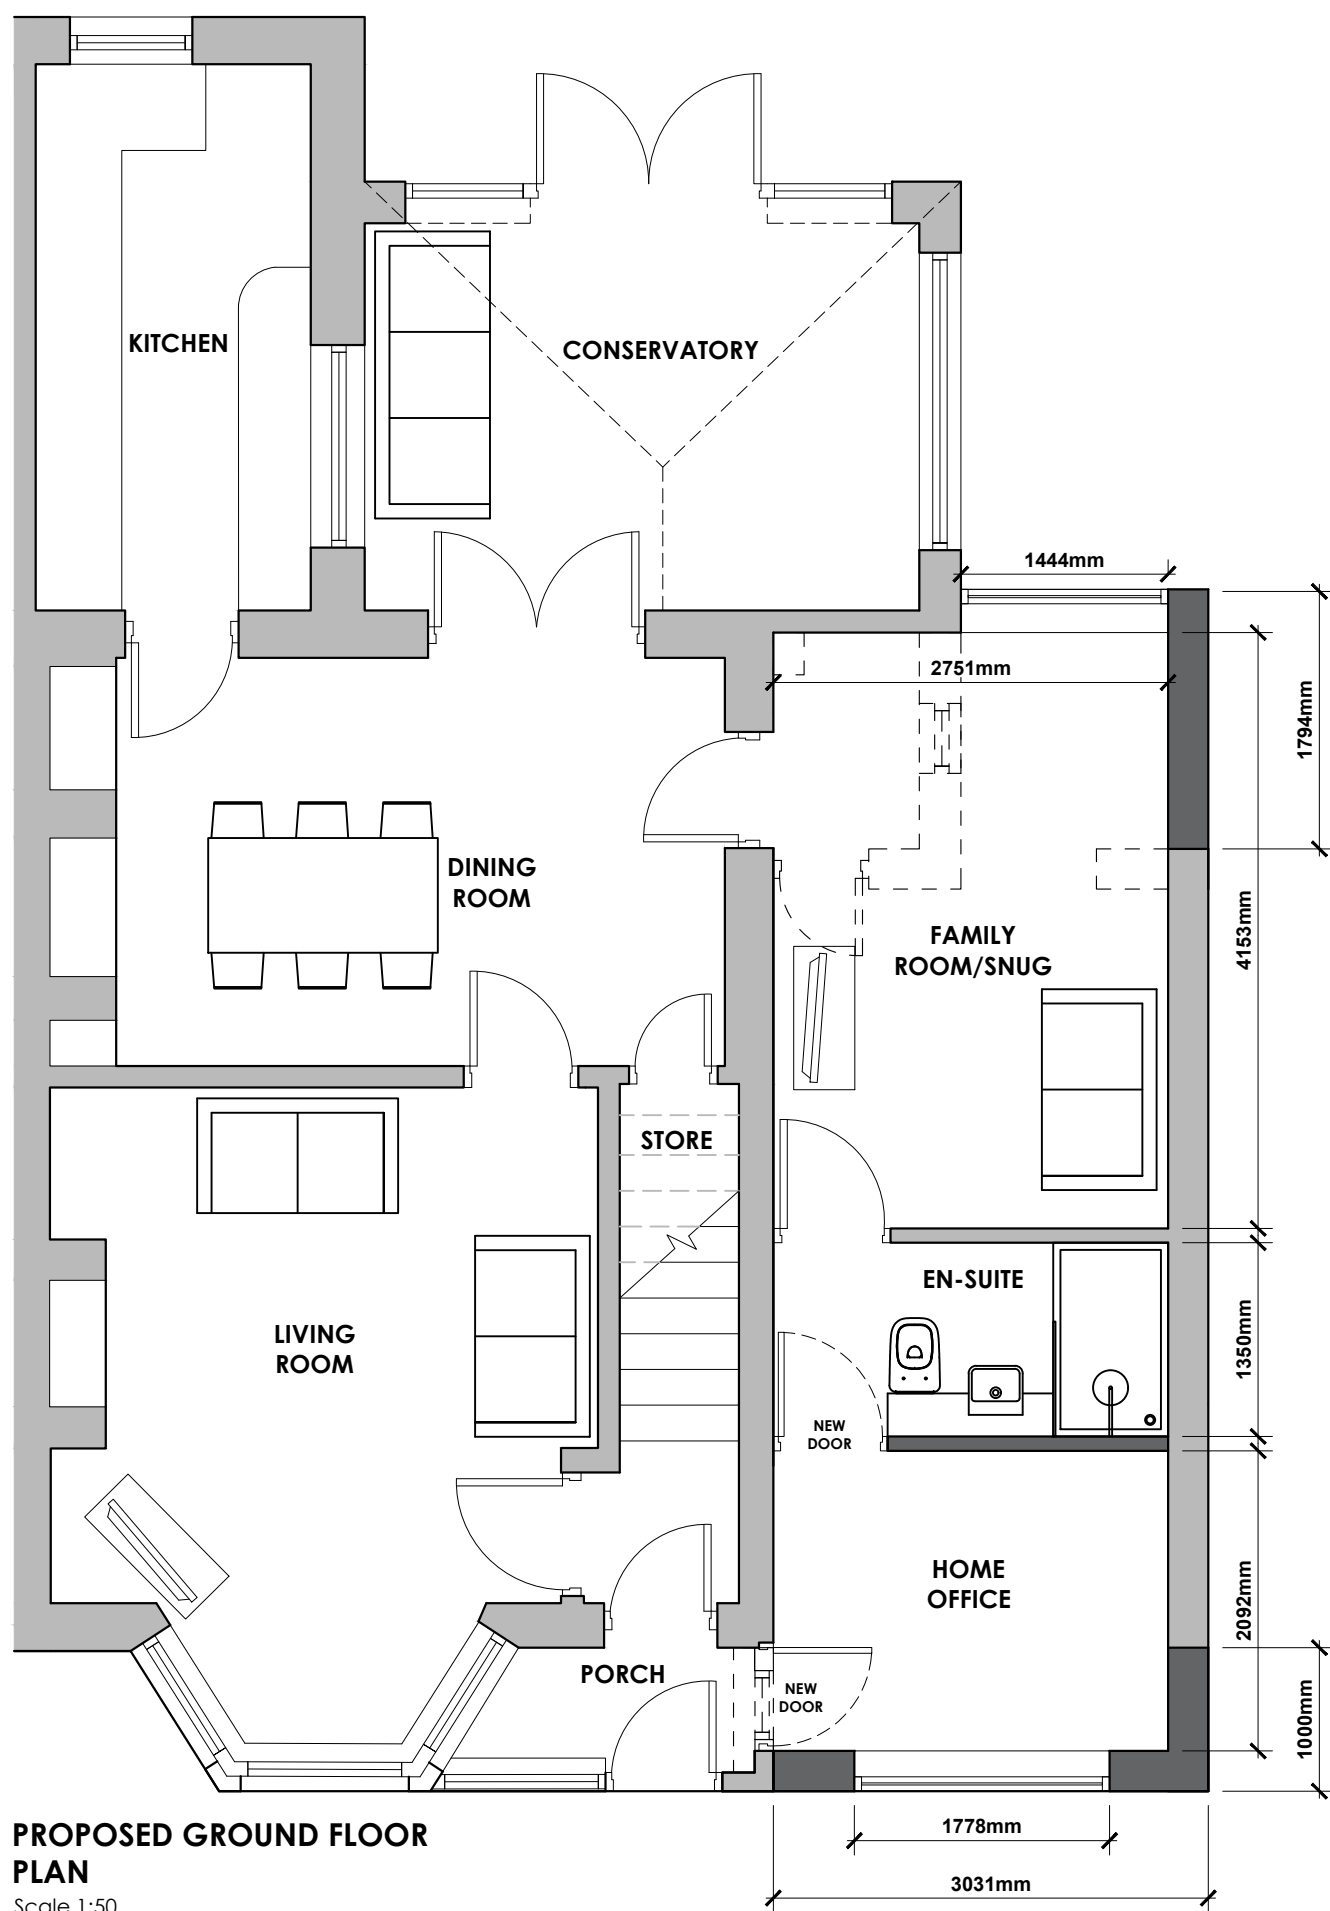 KITCHEN
CONSERVATORY
1444mm
2751mm
1794mm
DINING
ROOM
FAMILY
ROOM/SNUG
4153mm
STORE
EN-SUITE
LIVING
ROOM
1350mm
NEW
DOOR
HOME
OFFICE
2092mm
PORCH
NEW
DOOR
1000mm
1778mm
3031mm
PROPOSED GROUND FLOOR
PLAN
Scale 1:50